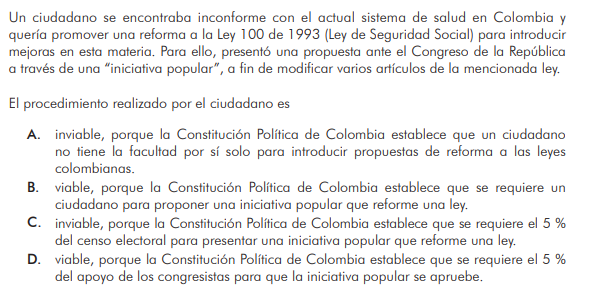 Un ciudadano se encontraba inconforme con el actual sistema de salud en Colombia y
quería promover una reforma a la Ley 100 de 1993 (Ley de Seguridad Social) para introducir
mejoras en esta materia. Para ello, presentó una propuesta ante el Congreso de la República
a través de una “iniciativa popular”, a fin de modificar varios artículos de la mencionada ley.
El procedimiento realizado por el ciudadano es
A. inviable, porque la Constitución Política de Colombia establece que un ciudadano
no tiene la facultad por sí solo para introducir propuestas de reforma a las leyes
colombianas.
B. viable, porque la Constitución Política de Colombia establece que se requiere un
ciudadano para proponer una iniciativa popular que reforme una ley.
C. inviable, porque la Constitución Política de Colombia establece que se requiere el 5 %
del censo electoral para presentar una iniciativa popular que reforme una ley.
D. viable, porque la Constitución Política de Colombia establece que se requiere el 5 %
del apoyo de los congresistas para que la iniciativa popular se apruebe.